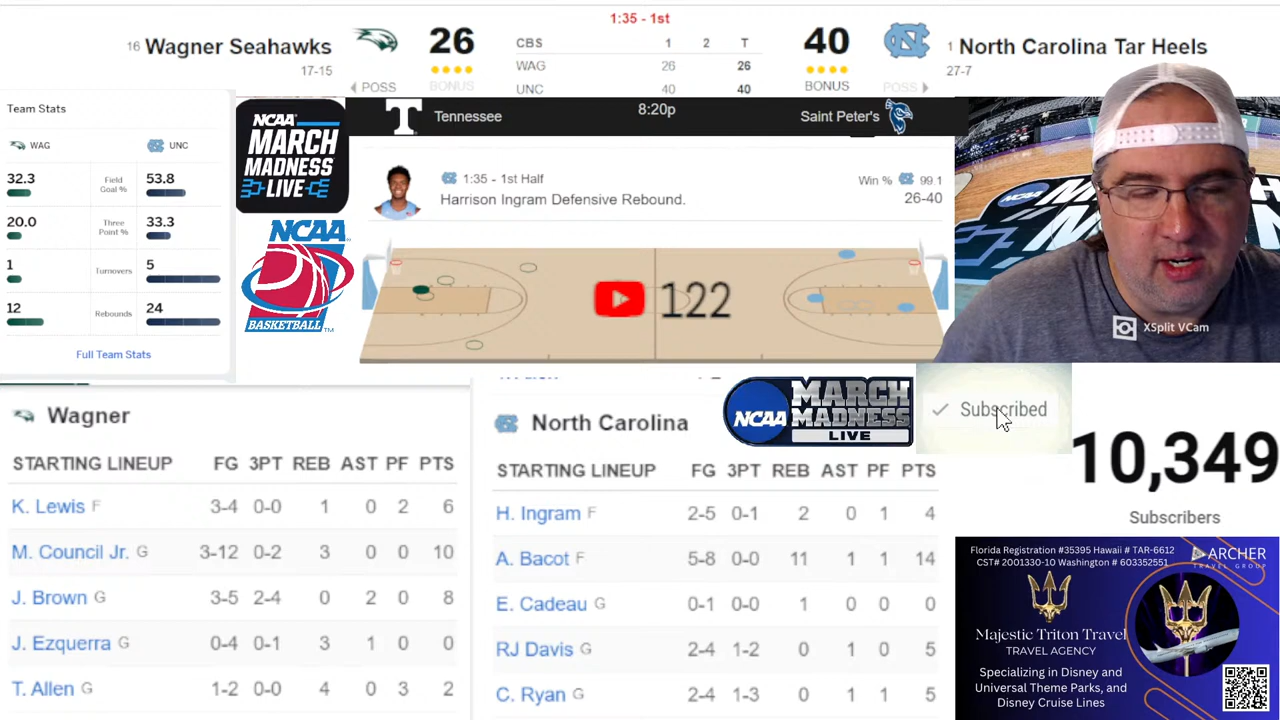 1:35 - 1st
16 Wagner Seahawks
17-15
26
POSS
BONUS
CBS 1 2 T
WAG 26 26
UNC 40 40
40
BONUS
POSS
1 North Carolina Tar Heels
27-7
Team Stats
WAG UNC
32.3 Field Goal % 53.8
20.0 Three Point % 33.3
1 Turnovers 5
12 Rebounds 24
Full Team Stats
NCAA
MARCH
MADNESS
LIVE
NCAA
BASKETBALL™
T Tennessee 8:20p Saint Peter's
1:35 - 1st Half
Harrison Ingram Defensive Rebound.
Win % 99.1
26-40
122
NCAA
XSplit VCam
Wagner
STARTING LINEUP FG 3PT REB AST PF PTS
K. Lewis F 3-4 0-0 1 0 2 6
M. Council Jr. G 3-12 0-2 3 0 0 10
J. Brown G 3-5 2-4 0 2 0 8
J. Ezquerra G 0-4 0-1 3 1 0 0
T. Allen G 1-2 0-0 4 0 3 2
North Carolina
NCAA MARCH
MADNESS
LIVE
STARTING LINEUP FG 3PT REB AST PF PTS
H. Ingram F 2-5 0-1 2 0 1 4
A. Bacot F 5-8 0-0 11 1 1 14
E. Cadeau G 0-1 0-0 1 0 0 0
RJ Davis G 2-4 1-2 0 1 0 5
C. Ryan G 2-4 1-3 0 1 1 5
Subscribed
10,349
Subscribers
Florida Registration #35395 Hawaii # TAR-6612
CST# 2001330-10 Washington # 603352551
ARCHER
TRAVEL GROUP
Majestic Triton Travel
TRAVEL AGENCY
Specializing in Disney and
Universal Theme Parks, and
Disney Cruise Lines